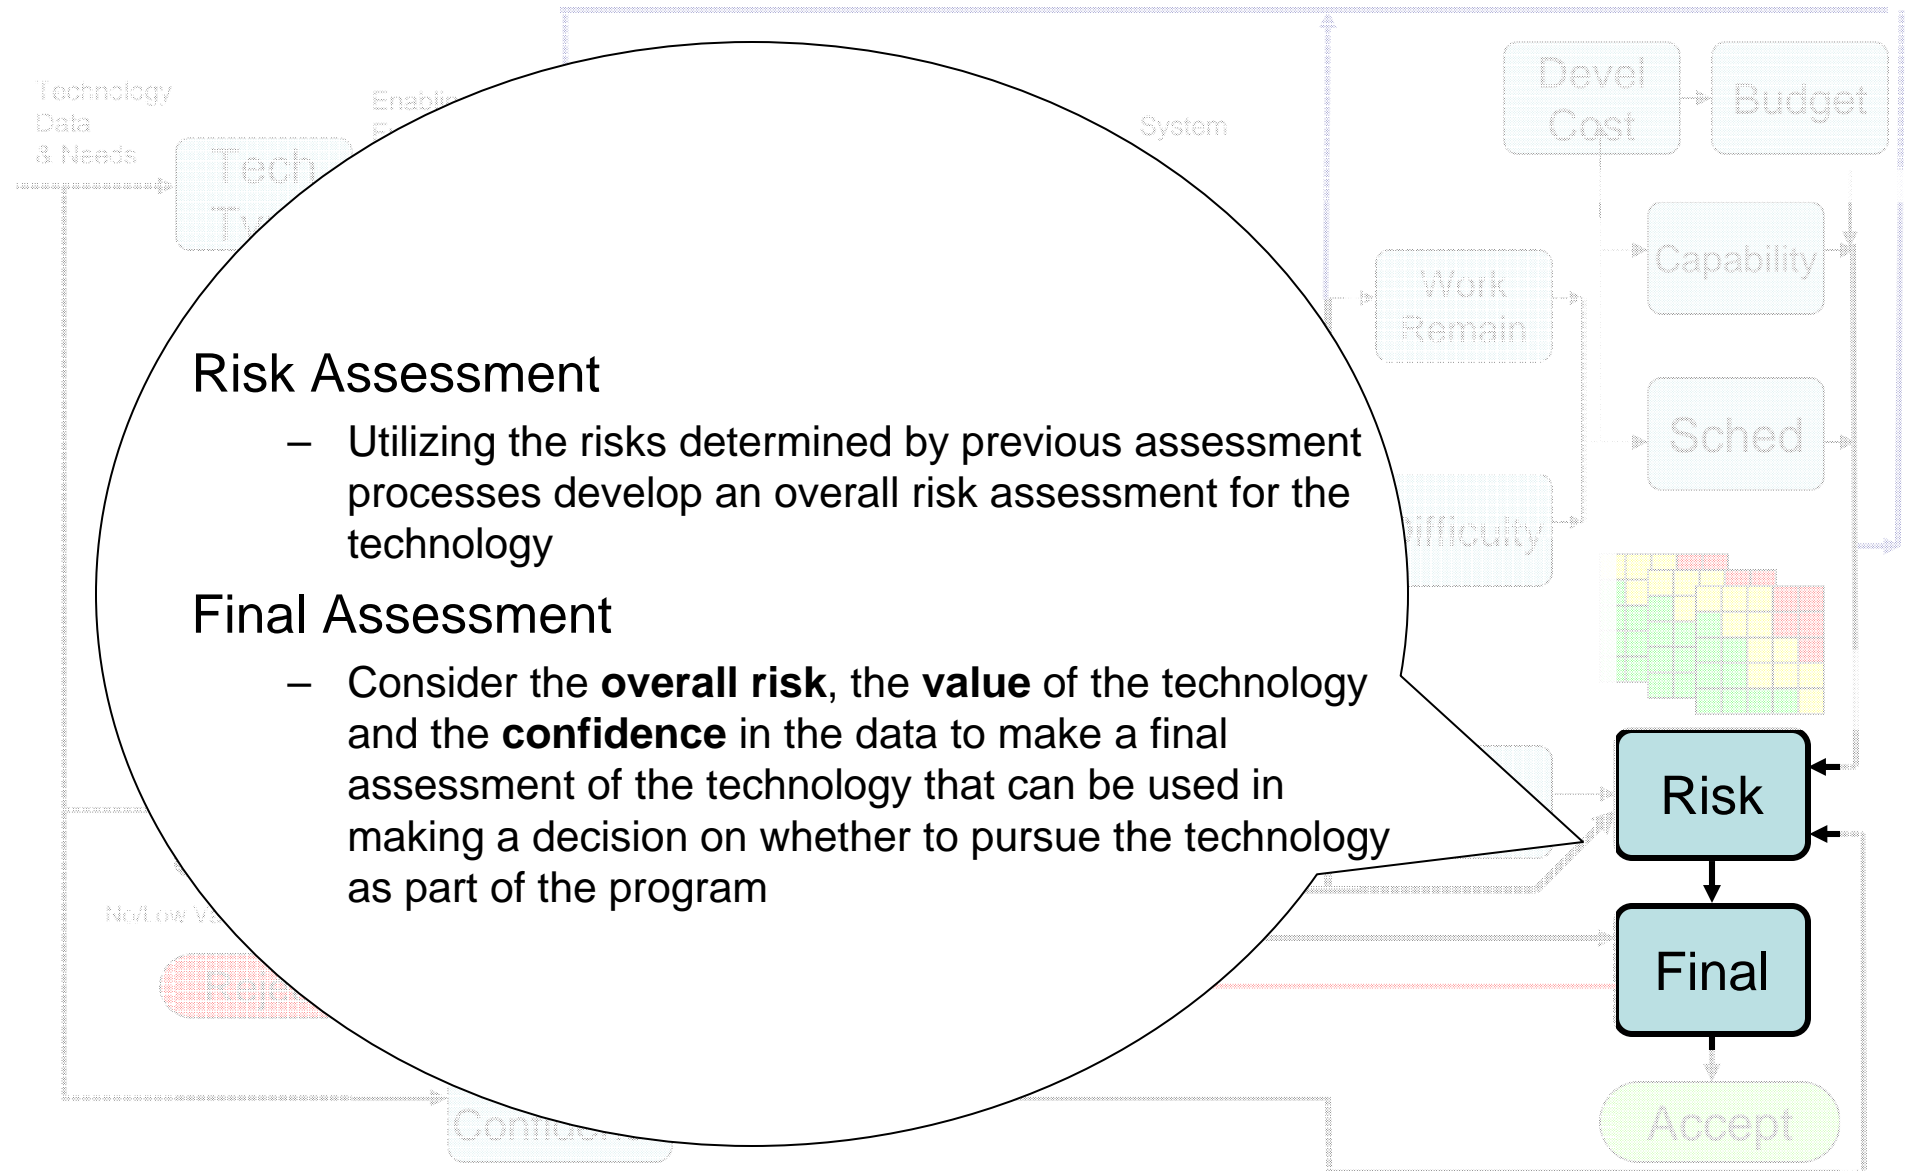 Technology
Data
& Needs
Tech
System
Devel
Cost
Budget
Capability
Work
Remain
Sched
Risk Assessment
– Utilizing the risks determined by previous assessment
processes develop an overall risk assessment for the
technology
Final Assessment
– Consider the overall risk, the value of the technology
and the confidence in the data to make a final
assessment of the technology that can be used in
making a decision on whether to pursue the technology
as part of the program
Risk
No/Low
Final
Accept